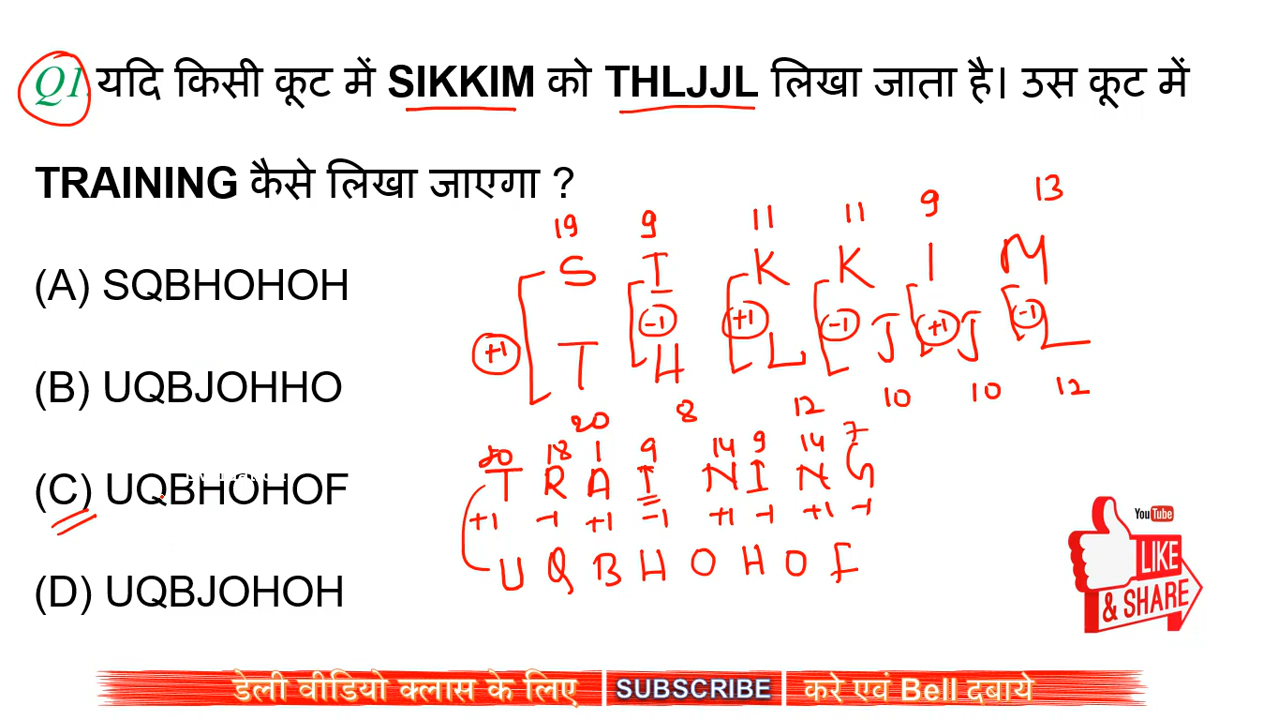 Q1. यदि किसी कूट में SIKKIM को THLJJL लिखा जाता है। उस कूट में
TRAINING कैसे लिखा जाएगा ?
(A) SQBHOHOH
(B) UQBJOHHO
(C) UQBHOHOF
(D) UQBJOHOH
19 9 11 11 9 13
S I K K I M
+1 -1 +1 -1 +1 -1
T H L J J L
20 8 12 10 10 12
20 18 1 9 14 9 14 7
T R A I N I N G
+1 -1 +1 -1 +1 -1 +1 -1
U Q B H O H O F
YouTube
LIKE
& SHARE
डेली वीडियो क्लास के लिए SUBSCRIBE करे एवं Bell दबाये